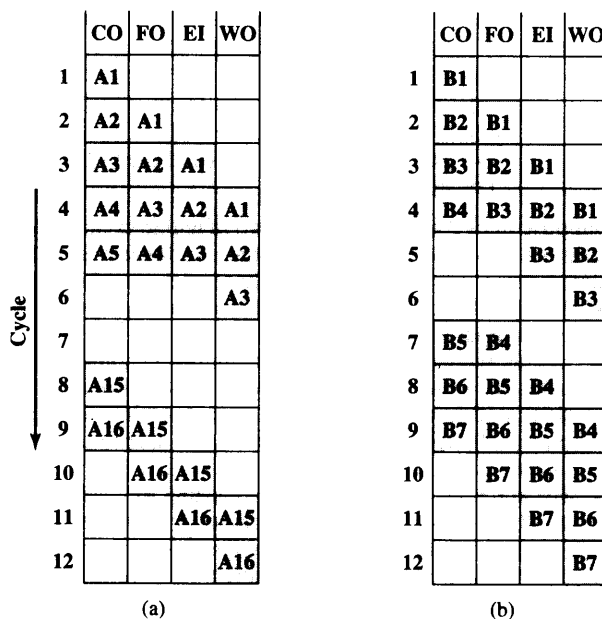 CO FO EI WO
1 A1
2 A2 A1
3 A3 A2 A1
4 A4 A3 A2 A1
5 A5 A4 A3 A2
6 A3
7
8 A15
9 A16 A15
10 A16 A15
11 A16 A15
12 A16
Cycle
(a)
CO FO EI WO
1 B1
2 B2 B1
3 B3 B2 B1
4 B4 B3 B2 B1
5 B3 B2
6 B3
7 B5 B4
8 B6 B5 B4
9 B7 B6 B5 B4
10 B7 B6 B5
11 B7 B6
12 B7
(b)